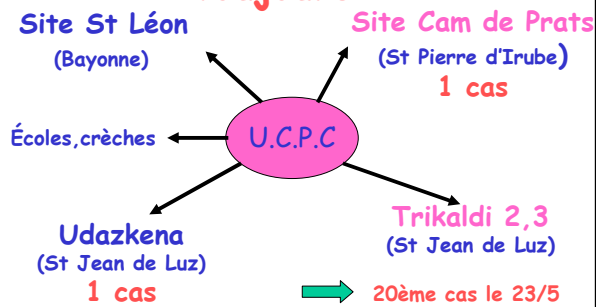 Site St Léon
(Bayonne)
Site Cam de Prats
(St Pierre d'Irube)
1 cas
Écoles,crèches
U.C.P.C
Udazkena
(St Jean de Luz)
1 cas
Trikaldi 2,3
(St Jean de Luz)
20ème cas le 23/5